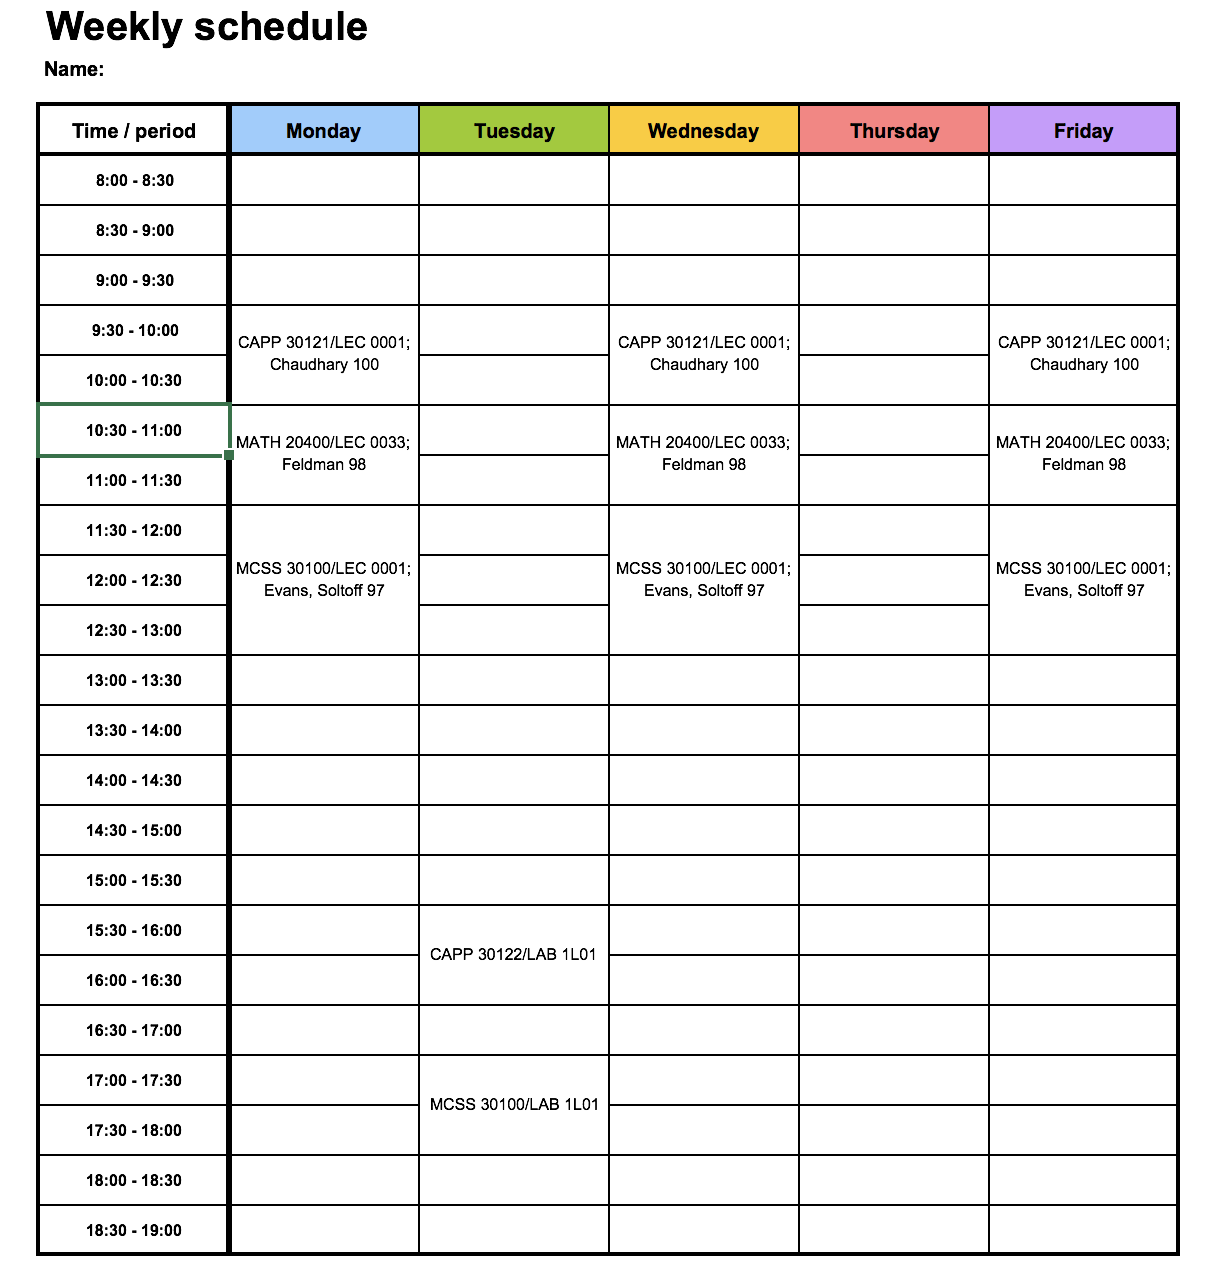 Weekly schedule
Name:
Time / period Monday Tuesday Wednesday Thursday Friday
8:00 - 8:30
8:30 - 9:00
9:00 - 9:30
9:30 - 10:00
CAPP 30121/LEC 0001; CAPP 30121/LEC 0001; CAPP 30121/LEC 0001;
Chaudhary 100 Chaudhary 100 Chaudhary 100
10:00 - 10:30
10:30 - 11:00
MATH 20400/LEC 0033; MATH 20400/LEC 0033; MATH 20400/LEC 0033;
Feldman 98 Feldman 98 Feldman 98
11:00 - 11:30
11:30 - 12:00
MCSS 30100/LEC 0001; MCSS 30100/LEC 0001; MCSS 30100/LEC 0001;
12:00 - 12:30
Evans, Soltoff 97 Evans, Soltoff 97 Evans, Soltoff 97
12:30 - 13:00
13:00 - 13:30
13:30 - 14:00
14:00 - 14:30
14:30 - 15:00
15:00 - 15:30
15:30 - 16:00
CAPP 30122/LAB 1L01
16:00 - 16:30
16:30 - 17:00
17:00 - 17:30
MCSS 30100/LAB 1L01
17:30 - 18:00
18:00 - 18:30
18:30 - 19:00